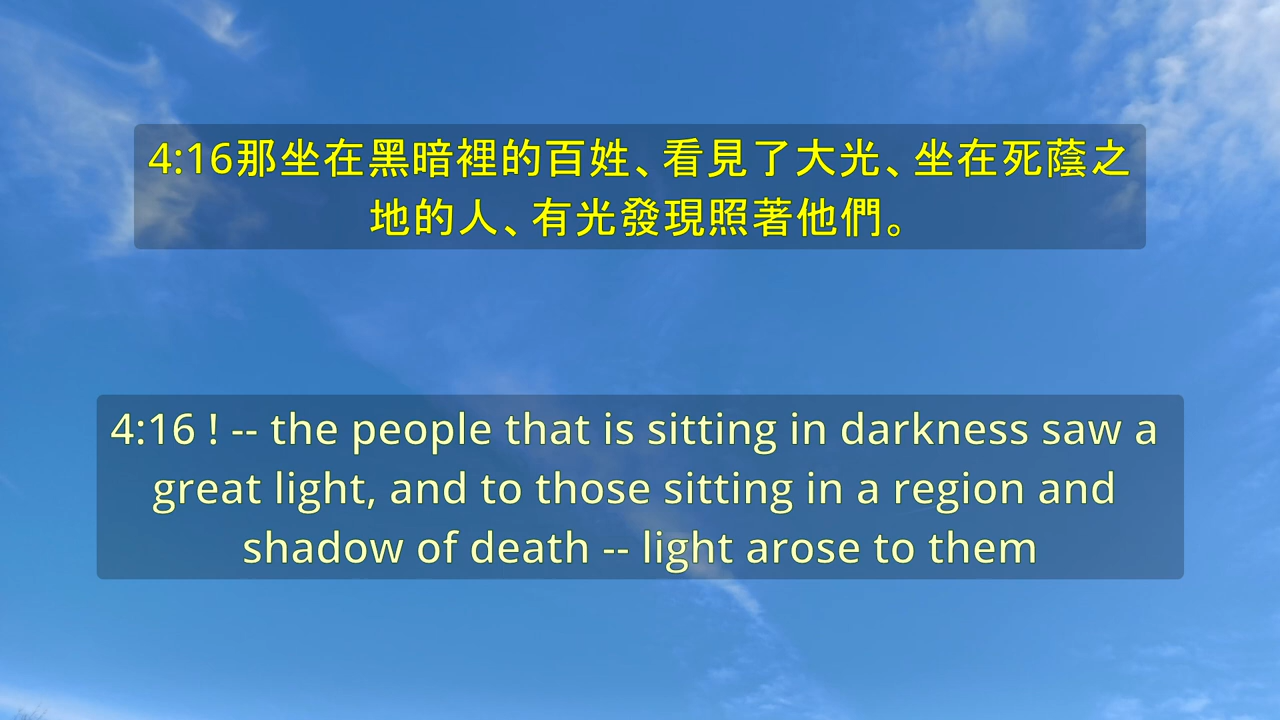 4:16那坐在黑暗裡的百姓、看見了大光、坐在死蔭之
地的人、有光發現照著他們。
4:16 ! -- the people that is sitting in darkness saw a
great light, and to those sitting in a region and
shadow of death -- light arose to them